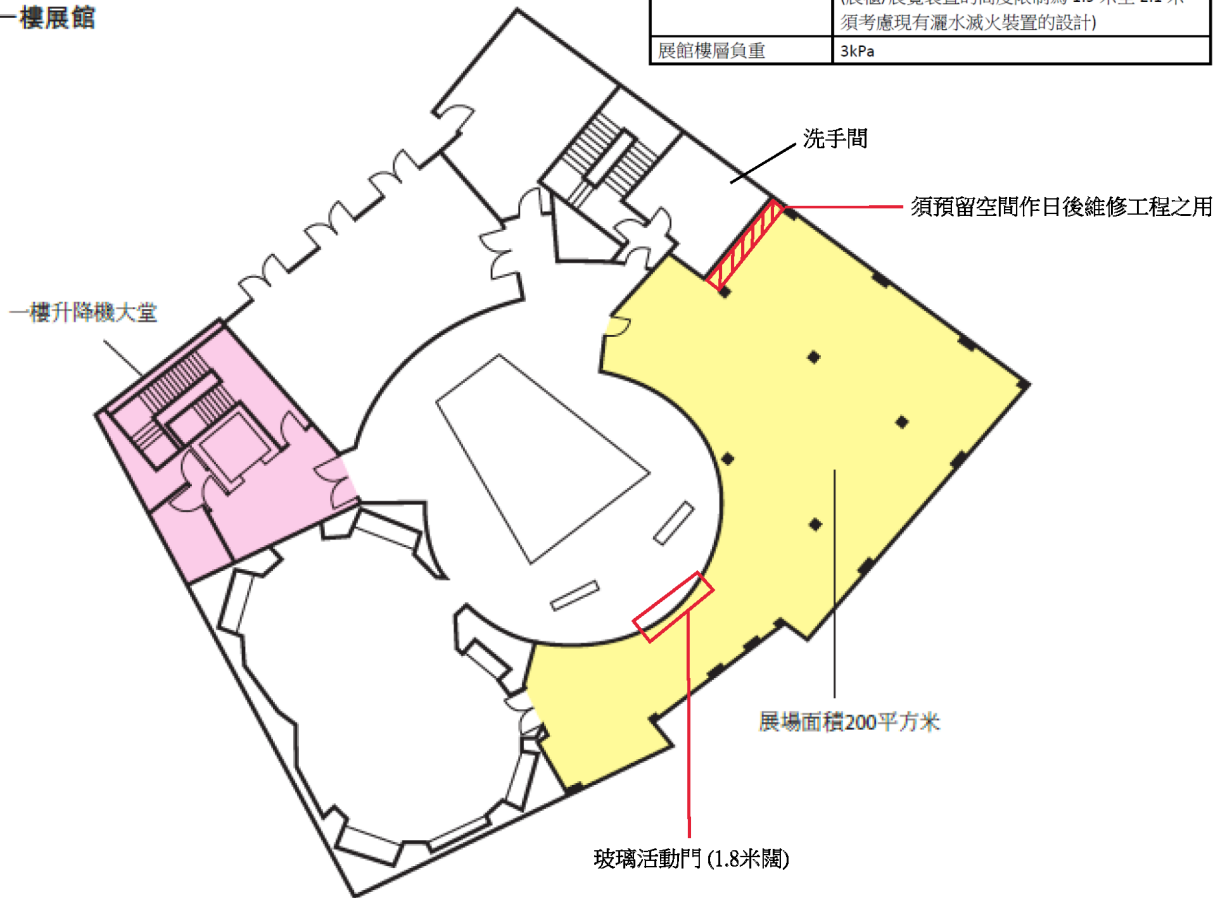 一樓展館
須考慮現有灑水滅火裝置的設計)
展館樓層負重 3kPa
洗手間
須預留空間作日後維修工程之用
一樓升降機大堂
展場面積200平方米
玻璃活動門 (1.8米闊)